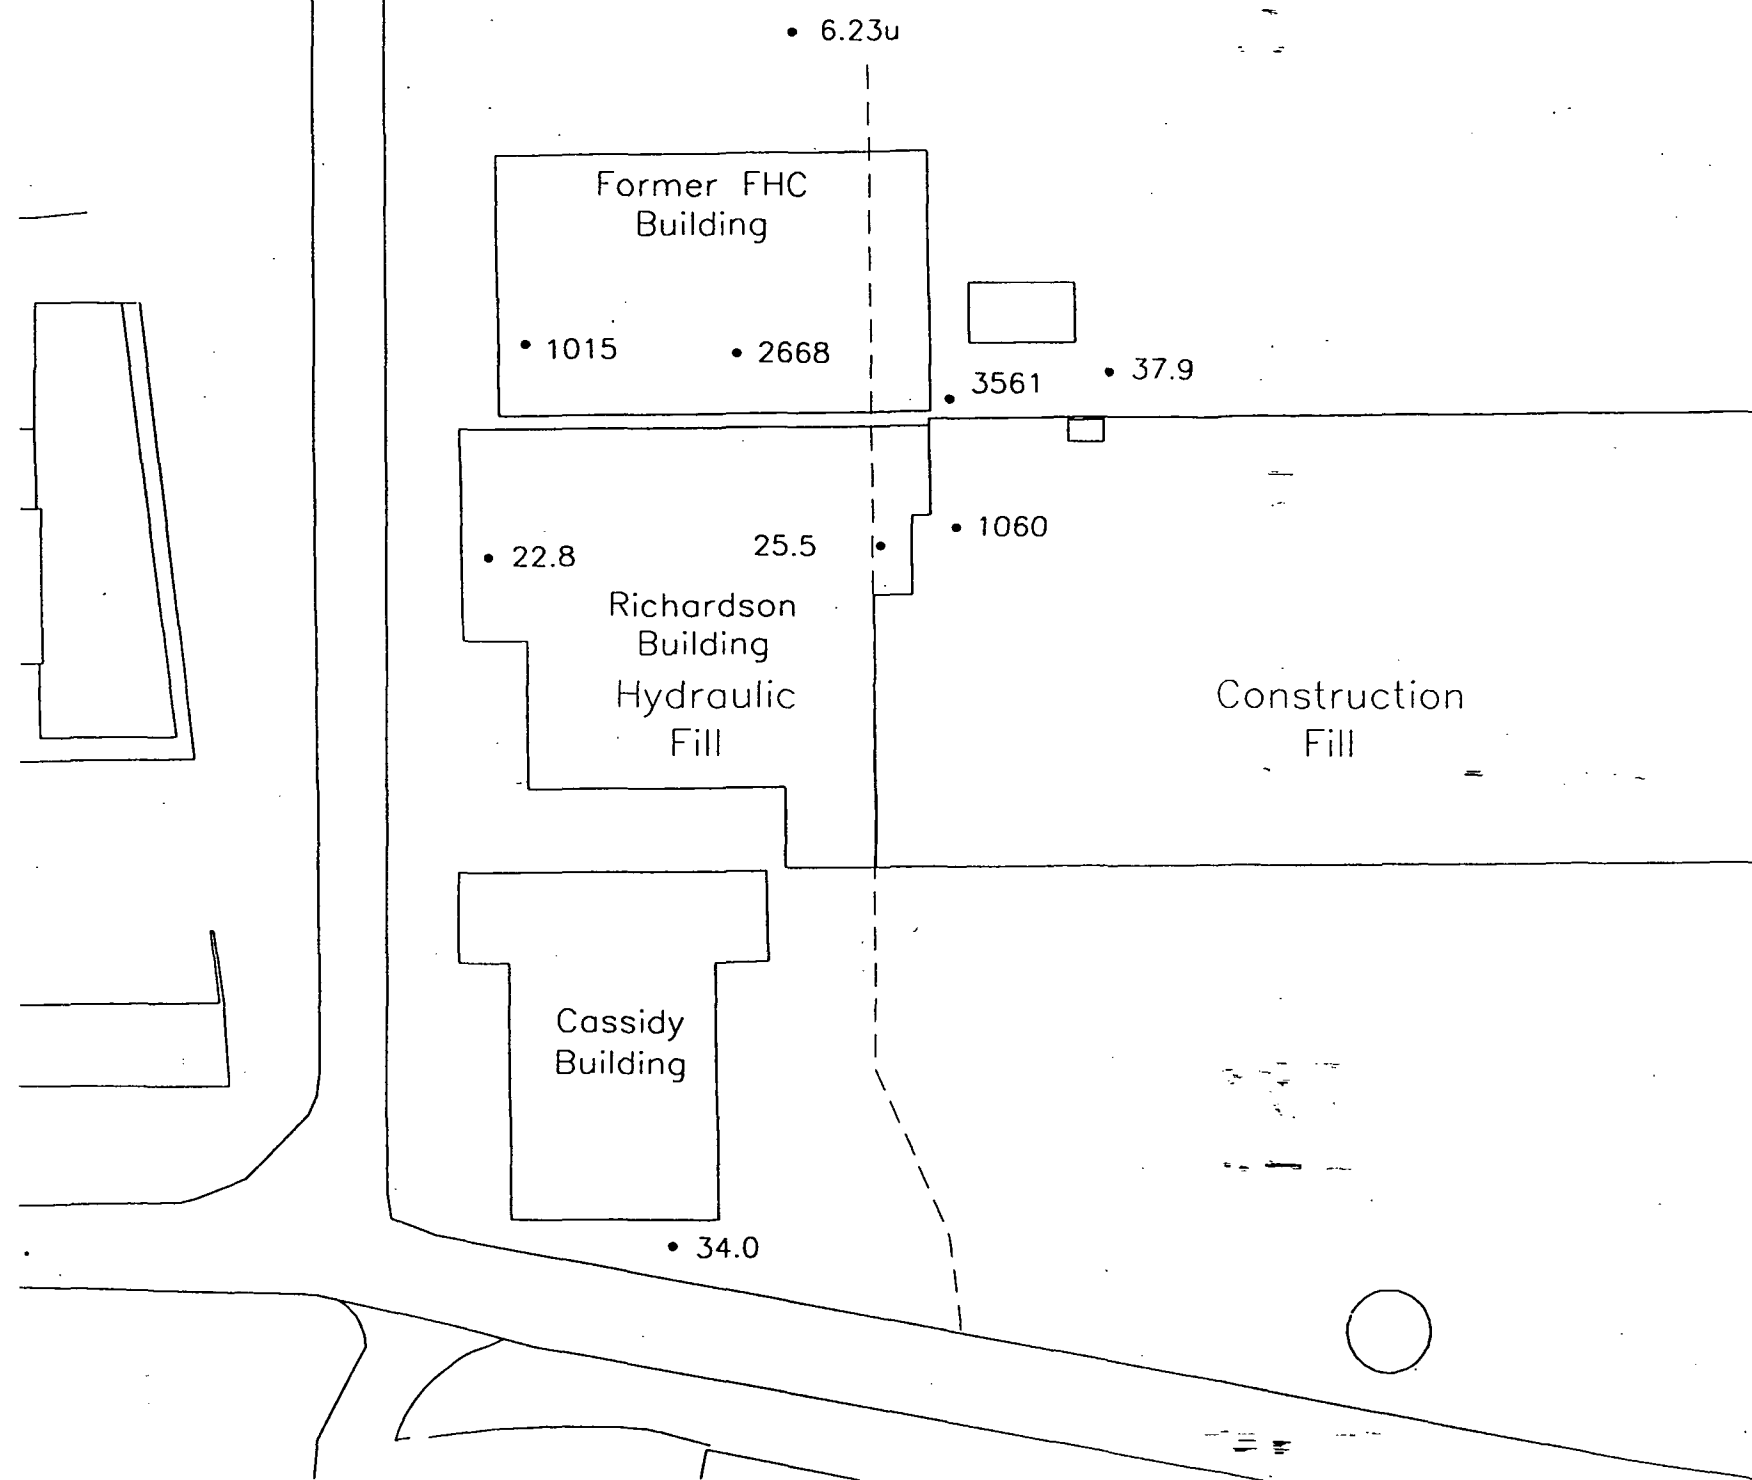 6.23u
Former FHC
Building
1015
2668
3561
37.9
1060
25.5
22.8
Richardson
Building
Hydraulic
Fill
Construction
Fill
Cassidy
Building
34.0